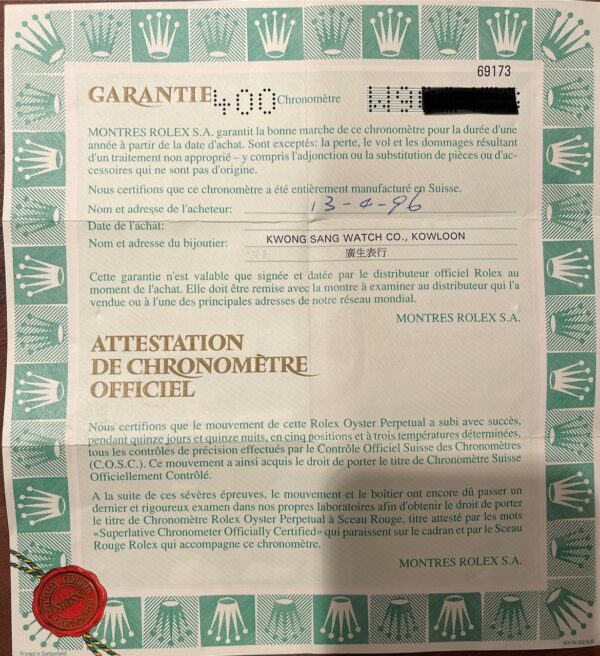 69173
GARANTIE 400 Chronomètre
MONTRES ROLEX S.A. garantit la bonne marche de ce chronomètre pour la durée d'une
année à partir de la date d'achat. Sont exceptés: la perte, le vol et les dommages résultant
d'un traitement non approprié – y compris l'adjonction ou la substitution de pièces ou d'ac-
cessoires qui ne sont pas d'origine.
Nous certifions que ce chronomètre a été entièrement manufacturé en Suisse.
Nom et adresse de l'acheteur: 13-4-96
Date de l'achat:
Nom et adresse du bijoutier: KWONG SANG WATCH CO., KOWLOON
廣生表行
Cette garantie n'est valable que signée et datée par le distributeur officiel Rolex au
moment de l'achat. Elle doit être remise avec la montre à examiner au distributeur qui l'a
vendue ou à l'une des principales adresses de notre réseau mondial.
MONTRES ROLEX S.A.
ATTESTATION
DE CHRONOMÈTRE
OFFICIEL
Nous certifions que le mouvement de cette Rolex Oyster Perpetual a subi avec succès,
pendant quinze jours et quinze nuits, en cinq positions et à trois températures déterminées,
tous les contrôles de précision effectués par le Contrôle Officiel Suisse des Chronomètres
(C.O.S.C.). Ce mouvement a ainsi acquis le droit de porter le titre de Chronomètre Suisse
Officiellement Contrôlé.
A la suite de ces sévères épreuves, le mouvement et le boîtier ont encore dû passer un
dernier et rigoureux examen dans nos propres laboratoires afin d'obtenir le droit de porter
le titre de Chronomètre Rolex Oyster Perpetual à Sceau Rouge, titre attesté par les mots
«Superlative Chronometer Officially Certified» qui paraissent sur le cadran et par le Sceau
Rouge Rolex qui accompagne ce chronomètre.
MONTRES ROLEX S.A.
SWISS
Printed in Switzerland